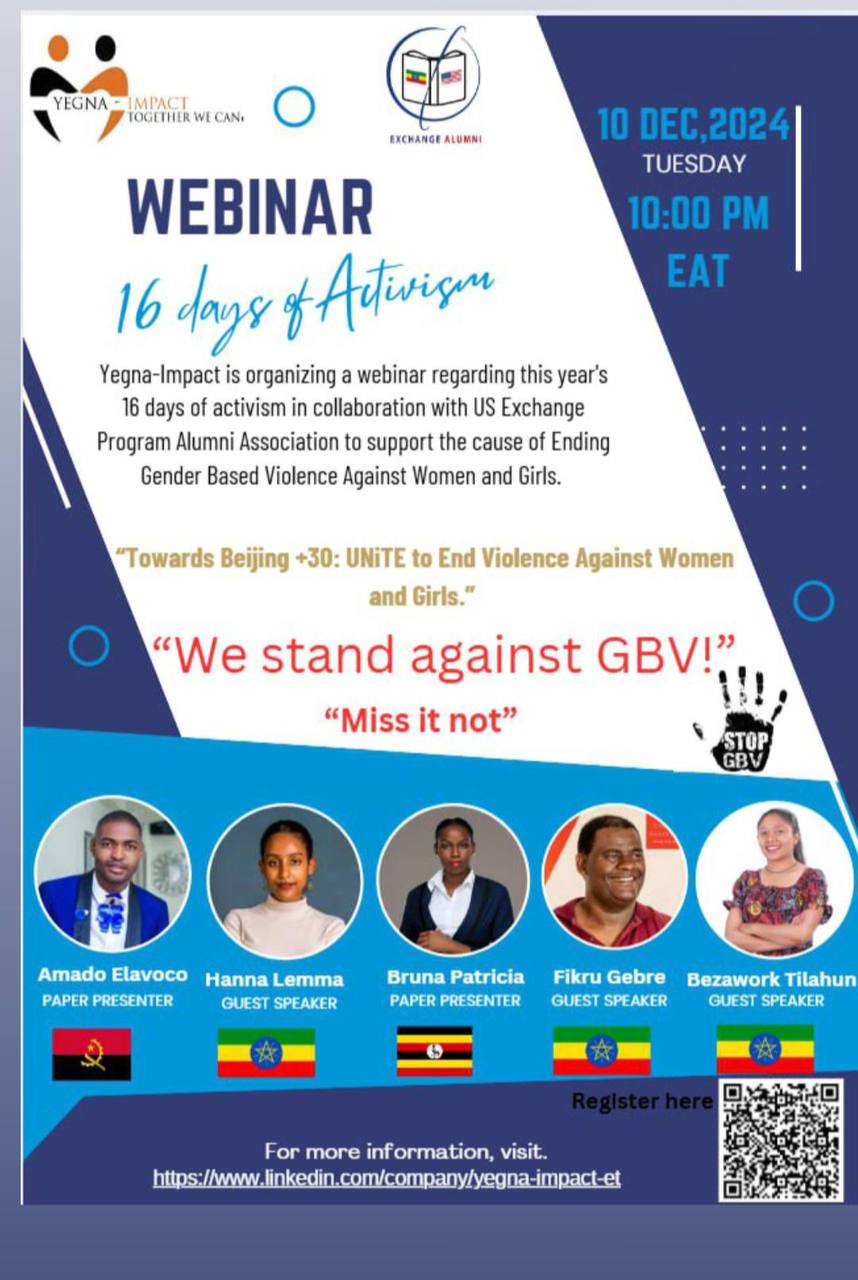 YEGNA - IMPACT
TOGETHER WE CAN!
EXCHANGE ALUMNI
10 DEC,2024
TUESDAY
10:00 PM
EAT
WEBINAR
16 days of Activism
Yegna-Impact is organizing a webinar regarding this year's
16 days of activism in collaboration with US Exchange
Program Alumni Association to support the cause of Ending
Gender Based Violence Against Women and Girls.
“Towards Beijing +30: UNiTE to End Violence Against Women
and Girls.”
“We stand against GBV!”
“Miss it not”
STOP
GBV
Amado Elavoco
PAPER PRESENTER
Hanna Lemma
GUEST SPEAKER
Bruna Patricia
PAPER PRESENTER
Fikru Gebre
GUEST SPEAKER
Bezawork Tilahun
GUEST SPEAKER
Register here
For more information, visit.
https://www.linkedin.com/company/yegna-impact-et